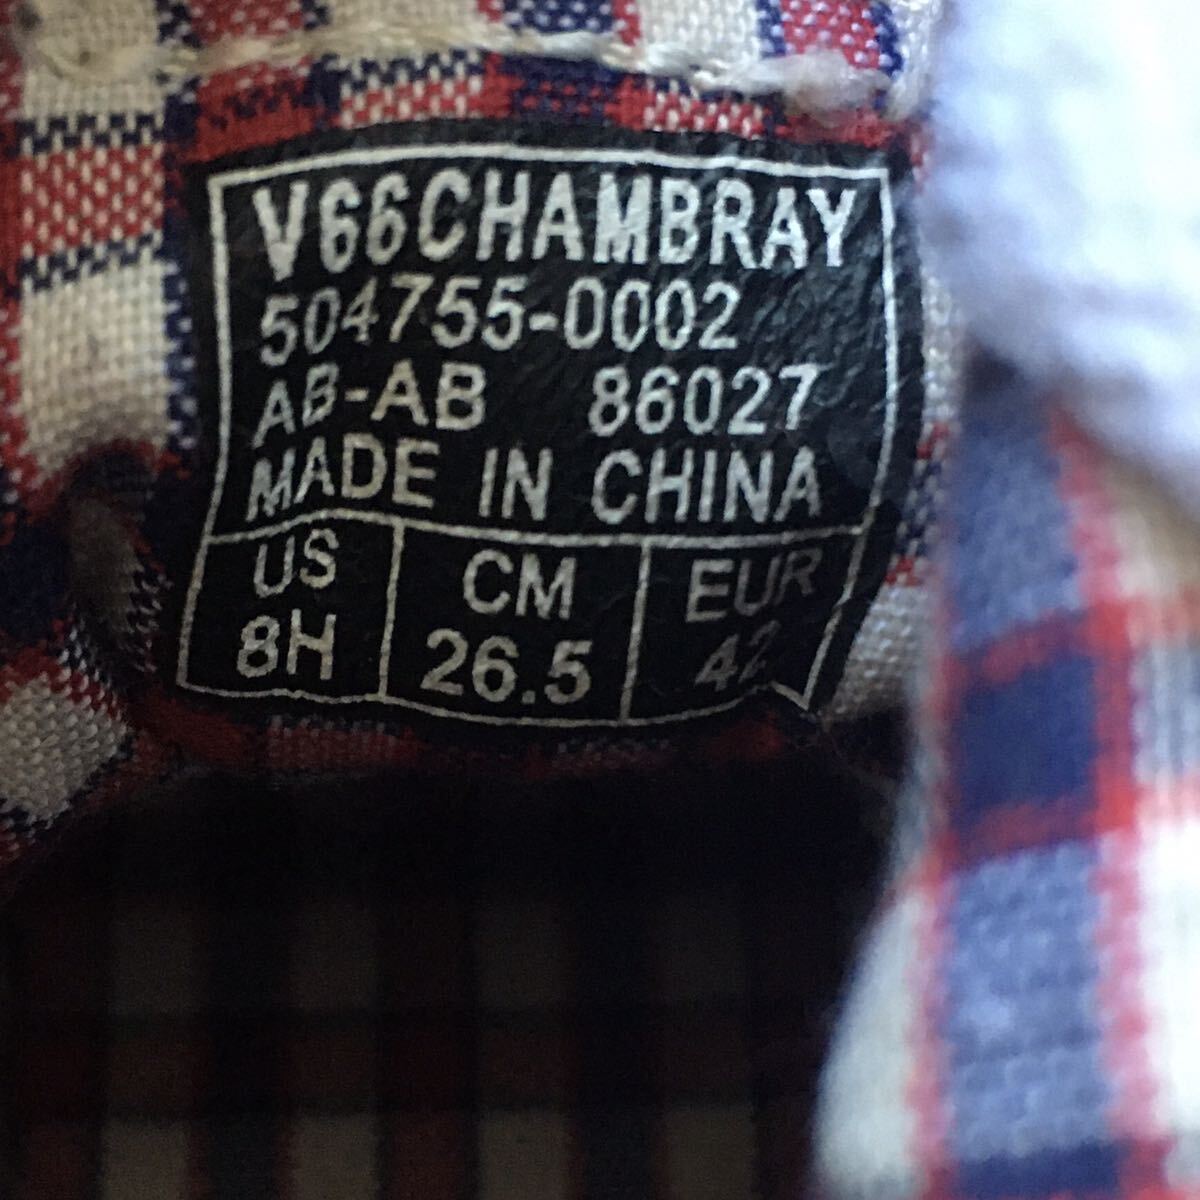 V66CHAMBRAY
504755-0002
AB-AB 86027
MADE IN CHINA
US CM EUR
8H 26.5 42